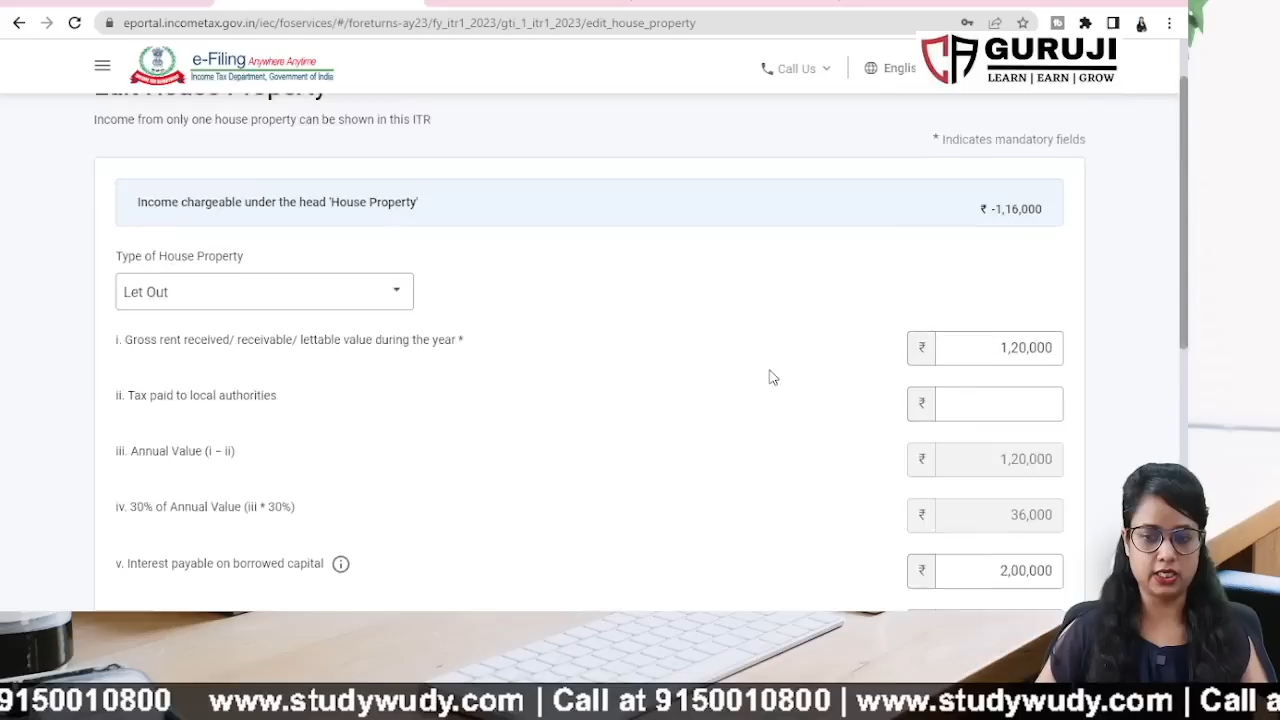 eportal.incometax.gov.in/iec/foservices/#/foreturns-ay23/fy_itr1_2023/gti_1_itr1_2023/edit_house_property
e-Filing Anywhere Anytime
Income Tax Department, Government of India
Call Us
Englis
GURUJI
LEARN | EARN | GROW
Edit House Property
Income from only one house property can be shown in this ITR
* Indicates mandatory fields
Income chargeable under the head 'House Property'
₹ -1,16,000
Type of House Property
Let Out
i. Gross rent received/ receivable/ lettable value during the year *
₹ 1,20,000
ii. Tax paid to local authorities
₹
iii. Annual Value (i − ii)
₹ 1,20,000
iv. 30% of Annual Value (iii * 30%)
₹ 36,000
v. Interest payable on borrowed capital
₹ 2,00,000
9150010800 www.studywudy.com | Call at 9150010800 | www.studywudy.com | Call a